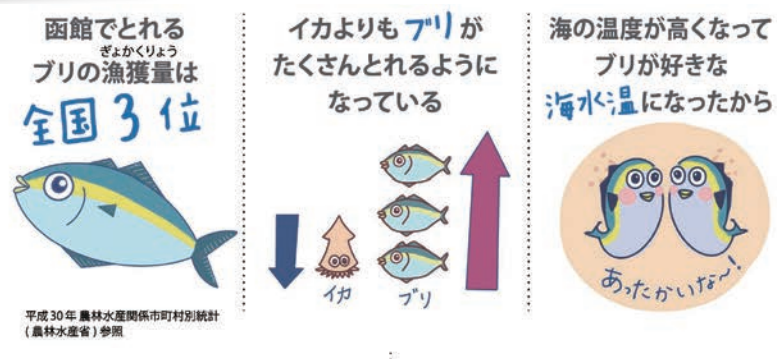 函館でとれる
ぎょかくりょう
ブリの漁獲量は
全国3位
平成30年 農林水産関係市町村別統計
(農林水産省)参照
イカよりもブリが
たくさんとれるように
なっている
イカ
ブリ
海の温度が高くなって
ブリが好きな
海水温になったから
あったかいな〜!